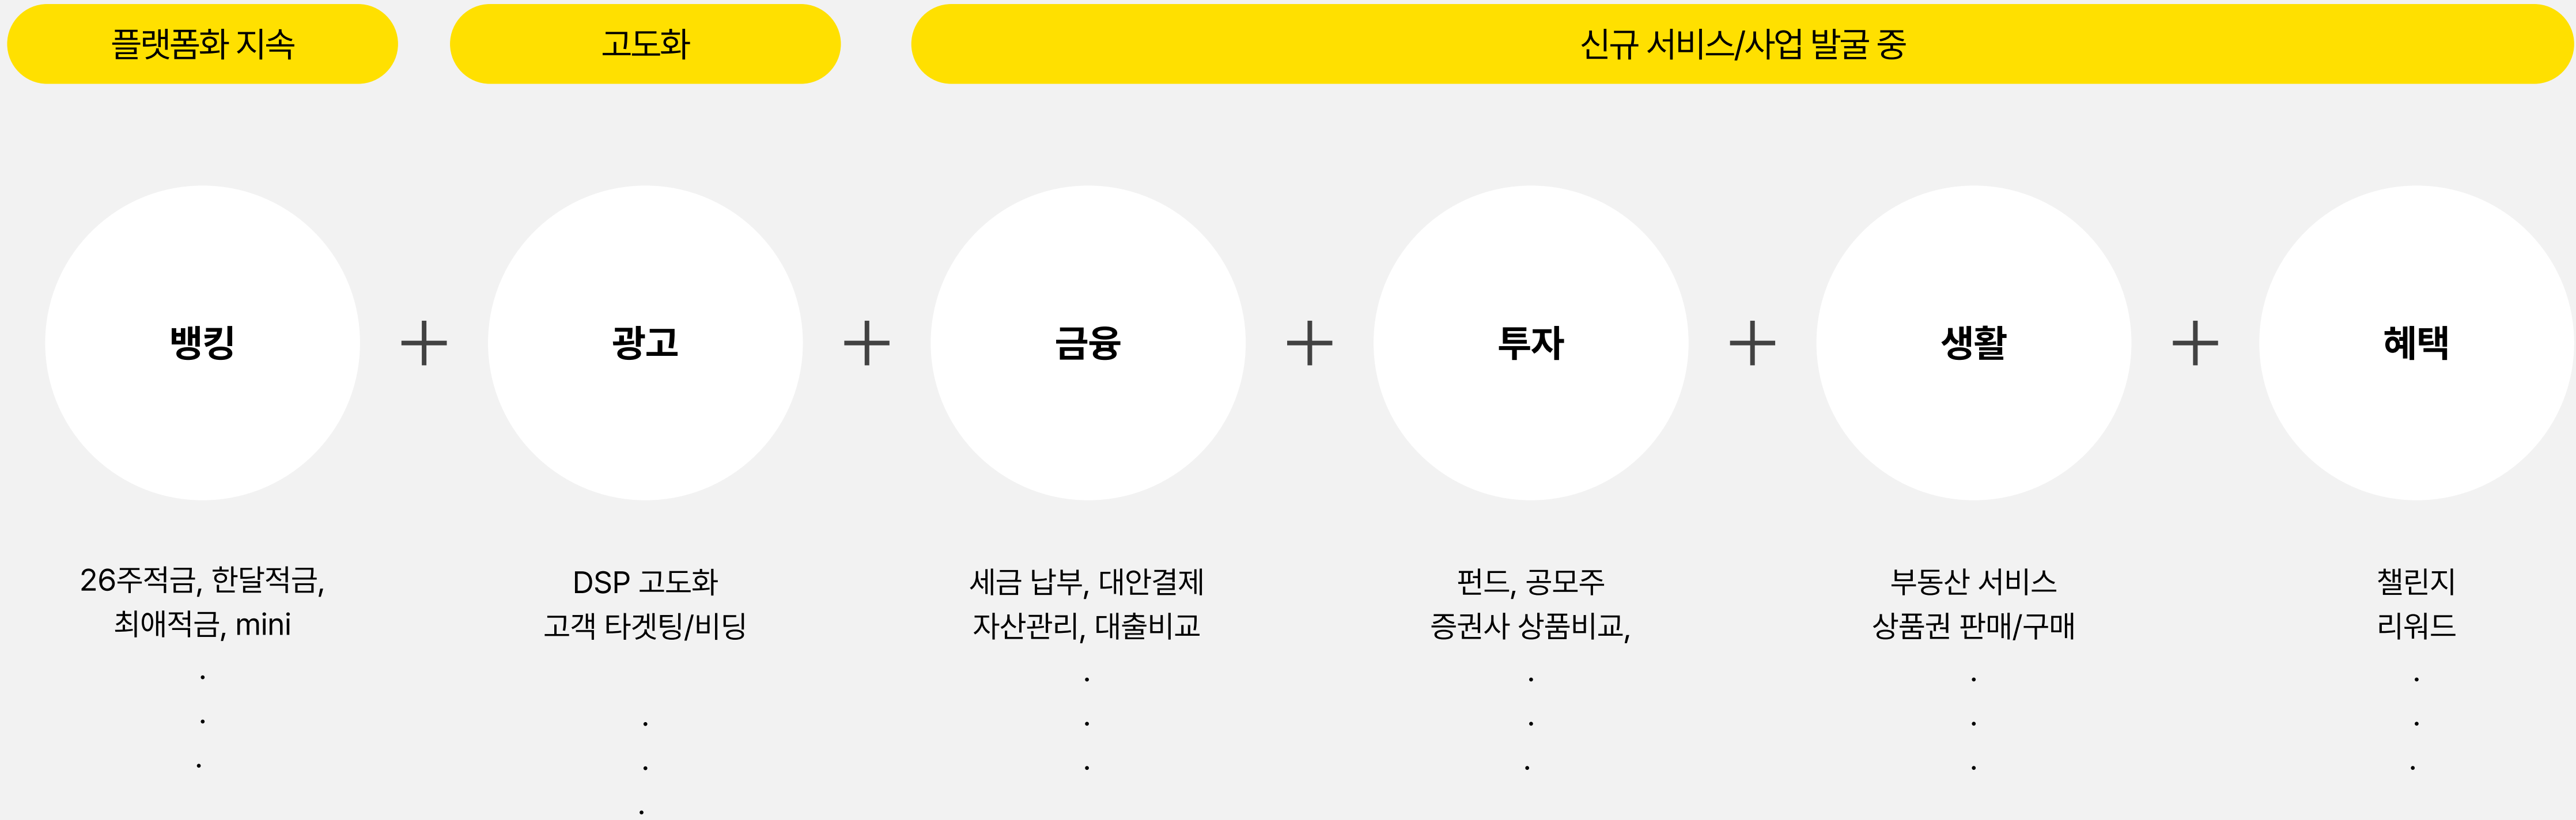 플랫폼화 지속
고도화
신규 서비스/사업 발굴 중
뱅킹
+
광고
+
금융
+
투자
+
생활
+
혜택
26주적금, 한달적금,
최애적금, mini
.
.
.
DSP 고도화
고객 타겟팅/비딩
.
.
.
세금 납부, 대안결제
자산관리, 대출비교
.
.
.
펀드, 공모주
증권사 상품비교,
.
.
.
부동산 서비스
상품권 판매/구매
.
.
.
챌린지
리워드
.
.
.